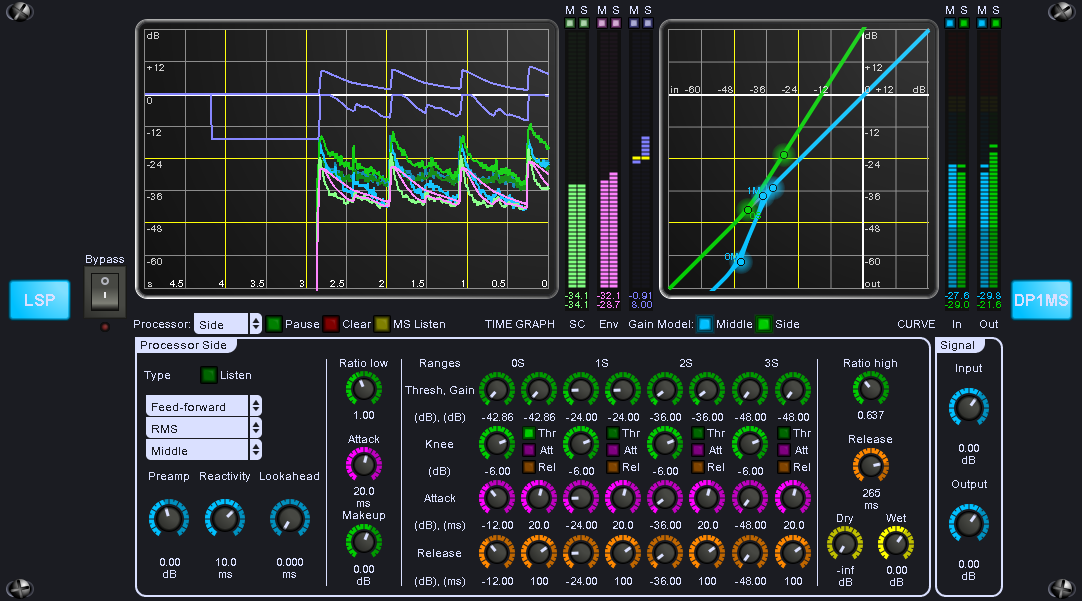 M S M S M S M S M S
dB
+12
0
-12
-24
-36
-48
-60
s 4.5 4 3.5 3 2.5 2 1.5 1 0.5 0
dB
+12
in -60 -48 -36 -24 -12 0 +12 dB
-12
-24
-36
-48
-60
out
1M
0M
-34.1 -32.1 -0.91 -27.6 -29.8
-34.1 -28.7 8.00 -29.0 -21.6
Bypass
LSP
DP1MS
Processor: Side Pause Clear MS Listen TIME GRAPH SC Env Gain Model: Middle Side CURVE In Out
Processor Side
Type Listen
Feed-forward
RMS
Middle
Preamp Reactivity Lookahead
0.00 10.0 0.000
dB ms ms
Ratio low
1.00
Attack
20.0
ms
Makeup
0.00
dB
Ranges 0S 1S 2S 3S
Thresh, Gain
(dB), (dB) -42.86 -42.86 -24.00 -24.00 -36.00 -36.00 -48.00 -48.00
Knee Thr Thr Thr Thr
Att Att Att Att
(dB) -6.00 Rel -6.00 Rel -6.00 Rel -6.00 Rel
Attack
(dB), (ms) -12.00 20.0 -24.00 20.0 -36.00 20.0 -48.00 20.0
Release
(dB), (ms) -12.00 100 -24.00 100 -36.00 100 -48.00 100
Ratio high
0.637
Release
265
ms
Dry Wet
-inf 0.00
dB dB
Signal
Input
0.00
dB
Output
0.00
dB